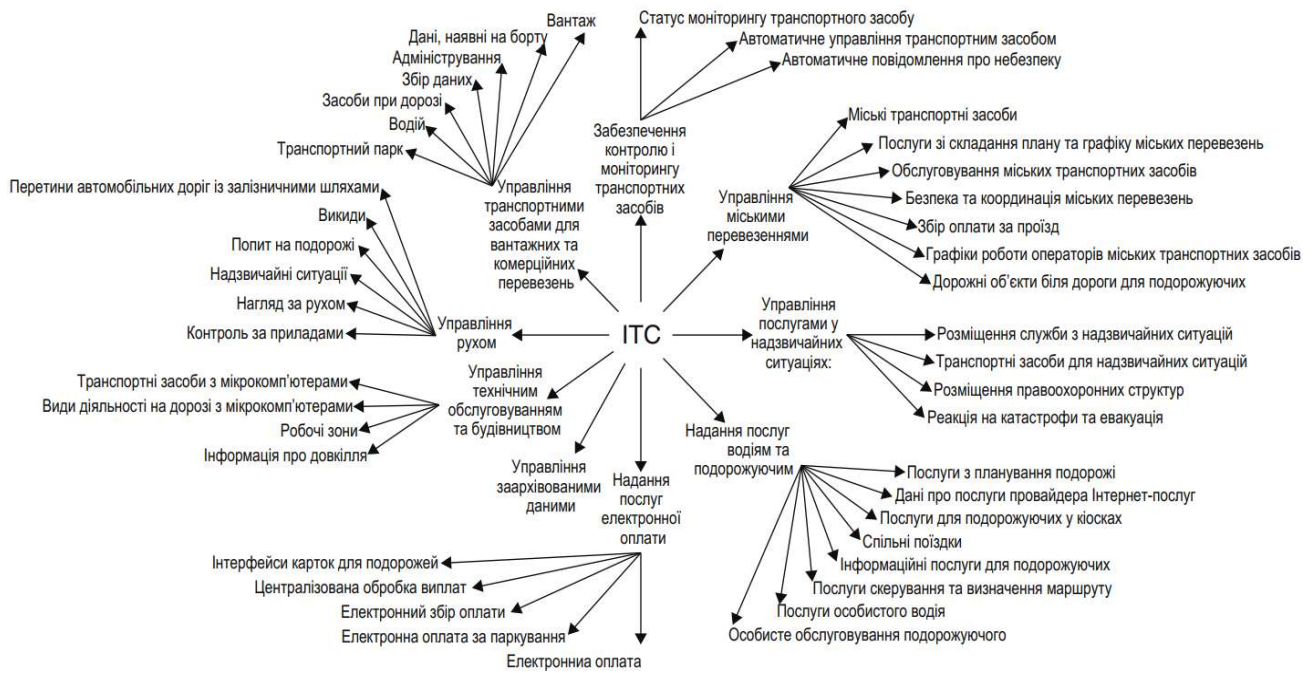 Вантаж
Дані, наявні на борту
Адміністрування
Збір даних
Засоби при дорозі
Водій
Транспортний парк
Управління
транспортними
засобами для
вантажних та
комерційних
перевезень
Статус моніторингу транспортного засобу
Автоматичне управління транспортним засобом
Автоматичне повідомлення про небезпеку
Забезпечення
контролю і
моніторингу
транспортних
засобів
Міські транспортні засоби
Послуги зі складання плану та графіку міських перевезень
Обслуговування міських транспортних засобів
Безпека та координація міських перевезень
Збір оплати за проїзд
Графіки роботи операторів міських транспортних засобів
Дорожні об’єкти біля дороги для подорожуючих
Управління
міськими
перевезеннями
Перетини автомобільних доріг із залізничними шляхами
Викиди
Попит на подорожі
Надзвичайні ситуації
Нагляд за рухом
Контроль за приладами
Управління
рухом
ІТС
Управління
послугами у
надзвичайних
ситуаціях:
Розміщення служби з надзвичайних ситуацій
Транспортні засоби для надзвичайних ситуацій
Розміщення правоохоронних структур
Реакція на катастрофи та евакуація
Транспортні засоби з мікрокомп’ютерами
Види діяльності на дорозі з мікрокомп’ютерами
Робочі зони
Інформація про довкілля
Управління
технічним
обслуговуванням
та будівництвом
Управління
заархівованими
даними
Надання
послуг
електронної
оплати
Інтерфейси карток для подорожей
Централізована обробка виплат
Електронний збір оплати
Електронна оплата за паркування
Електронниа оплата
Надання послуг
водіям та
подорожуючим
Послуги з планування подорожі
Дані про послуги провайдера Інтернет-послуг
Послуги для подорожуючих у кіосках
Спільні поїздки
Інформаційні послуги для подорожуючих
Послуги скерування та визначення маршруту
Послуги особистого водія
Особисте обслуговування подорожуючого